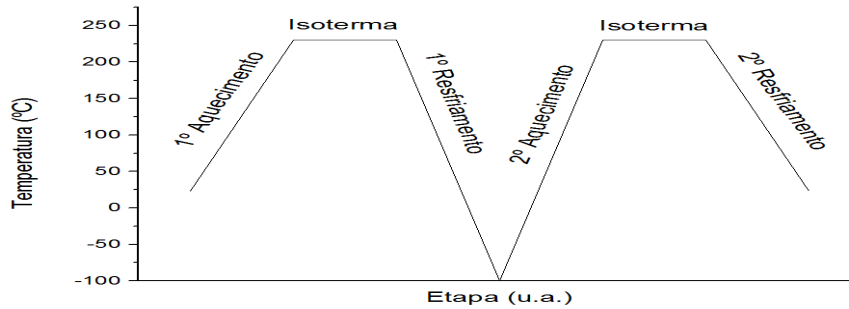 Isoterma
Isoterma
1º Aquecimento
1º Resfriamento
2º Aquecimento
2º Resfriamento
Temperatura (ºC)
250
200
150
100
50
0
-50
-100
Etapa (u.a.)